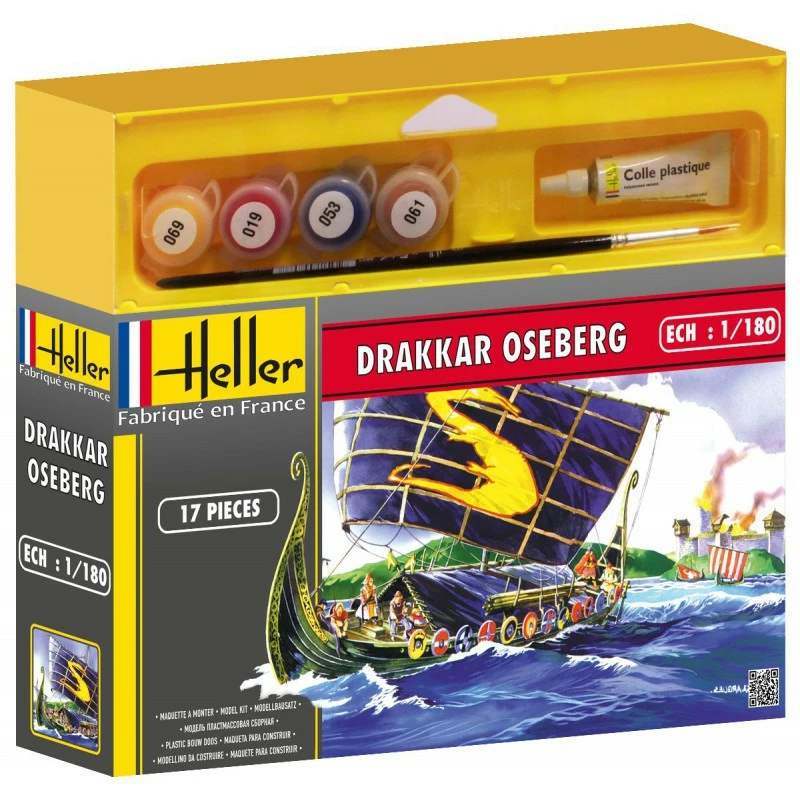 069
019
053
061
Heller
Colle plastique
Heller
Fabriqué en France
DRAKKAR
OSEBERG
ECH : 1/180
Heller
Fabriqué en France
17 PIECES
DRAKKAR OSEBERG
ECH : 1/180
• MAQUETTE A MONTER • MODEL KIT • MODELLBAUSATZ •
• МОДЕЛЬ ПЛАСТМАССОВАЯ СБОРНАЯ •
• PLASTIC BOUW DOOS • MAQUETA PARA CONSTRUIR •
• MODELLINO DA COSTRUIRE • MAQUETE PARA CONSTRUIR •